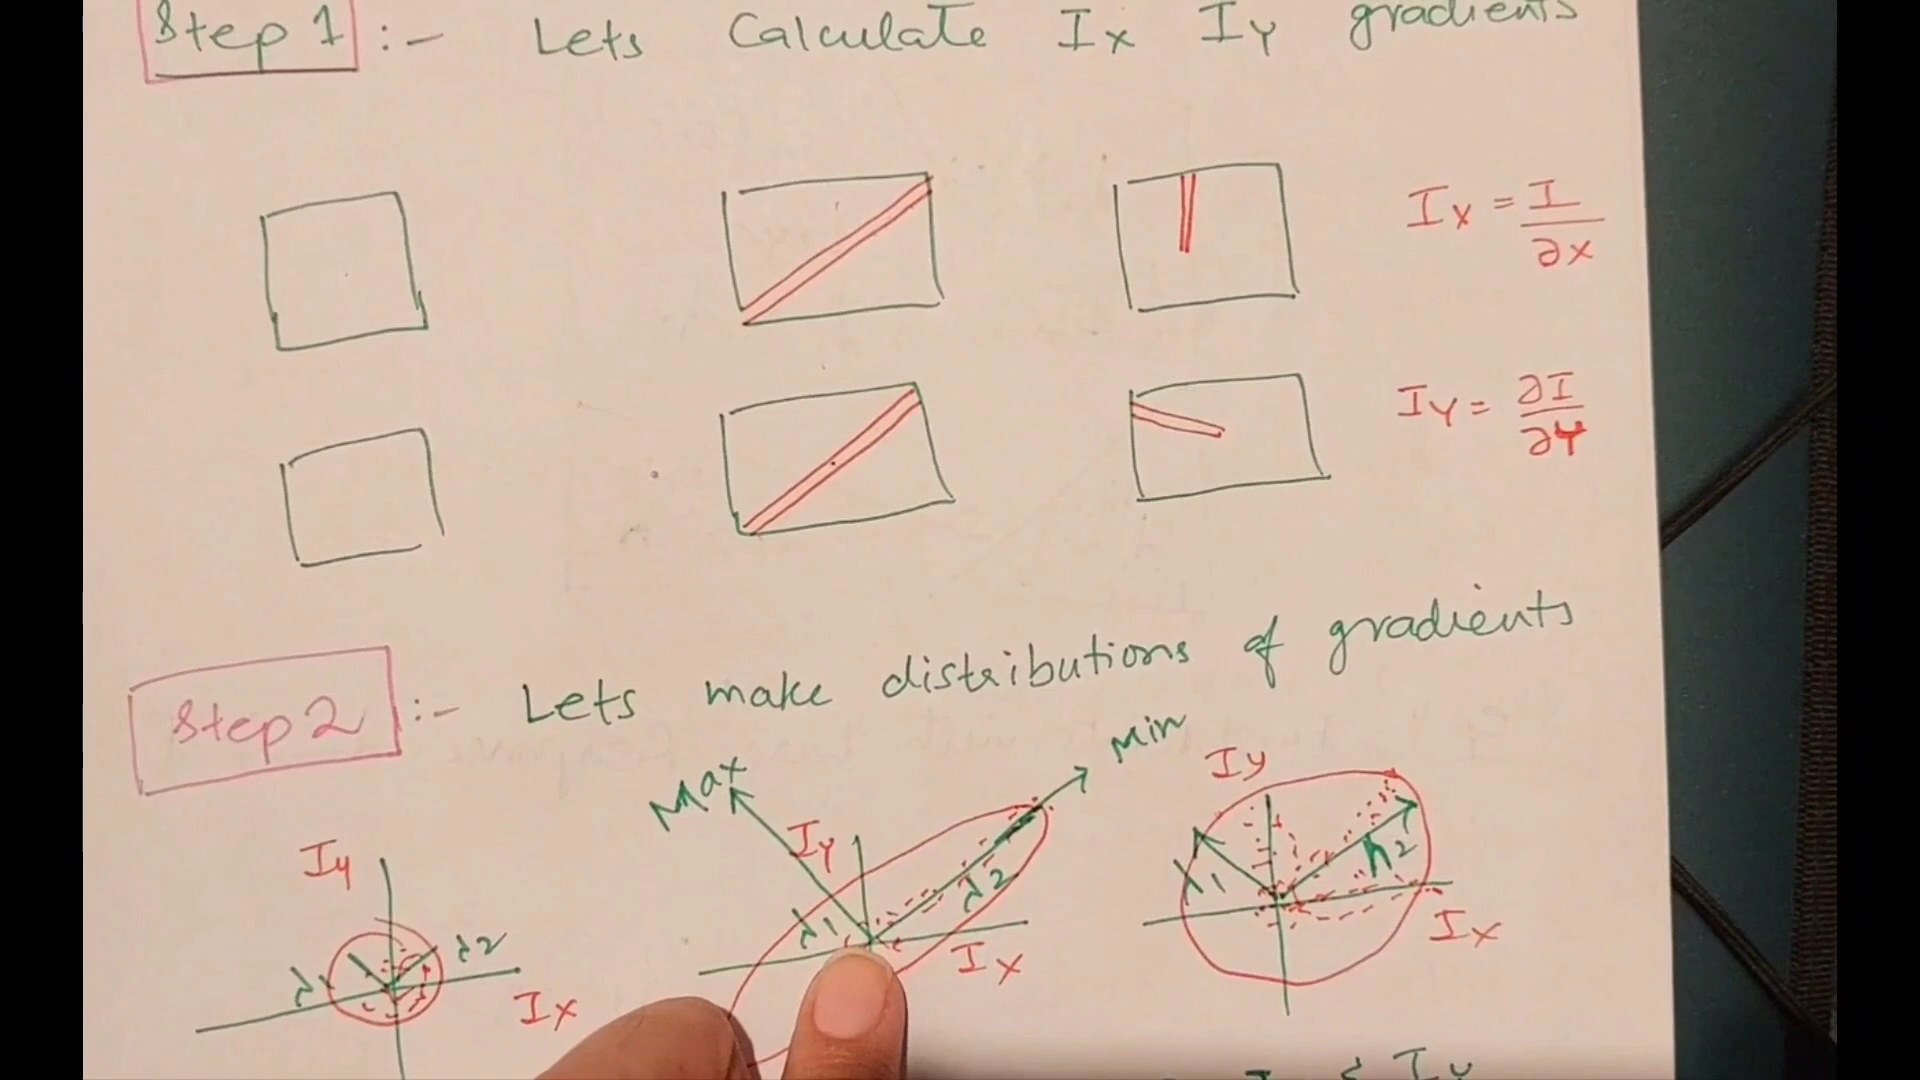 Step 1 :- Lets Calculate Ix Iy gradients
Ix = I / ∂x
Iy = ∂I / ∂Y
Step 2 :- Lets make distributions of gradients
Max
Min
Iy
Iy
Iy
λ1
λ2
Ix
λ1
λ2
Ix
λ1
λ2
Ix
Iy